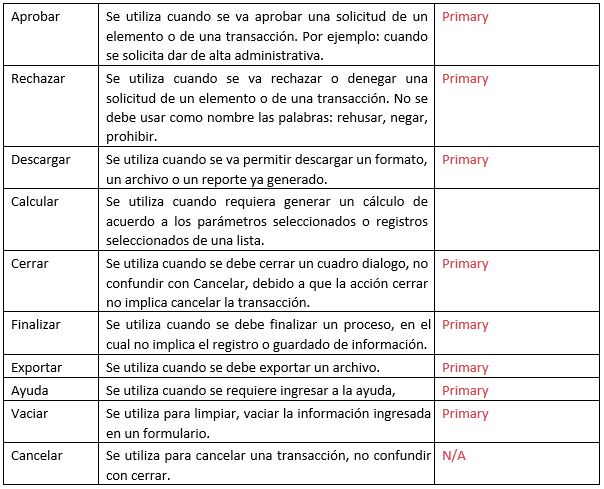 Aprobar
Se utiliza cuando se va aprobar una solicitud de un
elemento o de una transacción. Por ejemplo: cuando
se solicita dar de alta administrativa.
Primary
Rechazar
Se utiliza cuando se va rechazar o denegar una
solicitud de un elemento o de una transacción. No se
debe usar como nombre las palabras: rehusar, negar,
prohibir.
Primary
Descargar
Se utiliza cuando se va permitir descargar un formato,
un archivo o un reporte ya generado.
Primary
Calcular
Se utiliza cuando requiera generar un cálculo de
acuerdo a los parámetros seleccionados o registros
seleccionados de una lista.
Cerrar
Se utiliza cuando se debe cerrar un cuadro dialogo, no
confundir con Cancelar, debido a que la acción cerrar
no implica cancelar la transacción.
Primary
Finalizar
Se utiliza cuando se debe finalizar un proceso, en el
cual no implica el registro o guardado de información.
Primary
Exportar
Se utiliza cuando se debe exportar un archivo.
Primary
Ayuda
Se utiliza cuando se requiere ingresar a la ayuda,
Primary
Vaciar
Se utiliza para limpiar, vaciar la información ingresada
en un formulario.
Primary
Cancelar
Se utiliza para cancelar una transacción, no confundir
con cerrar.
N/A